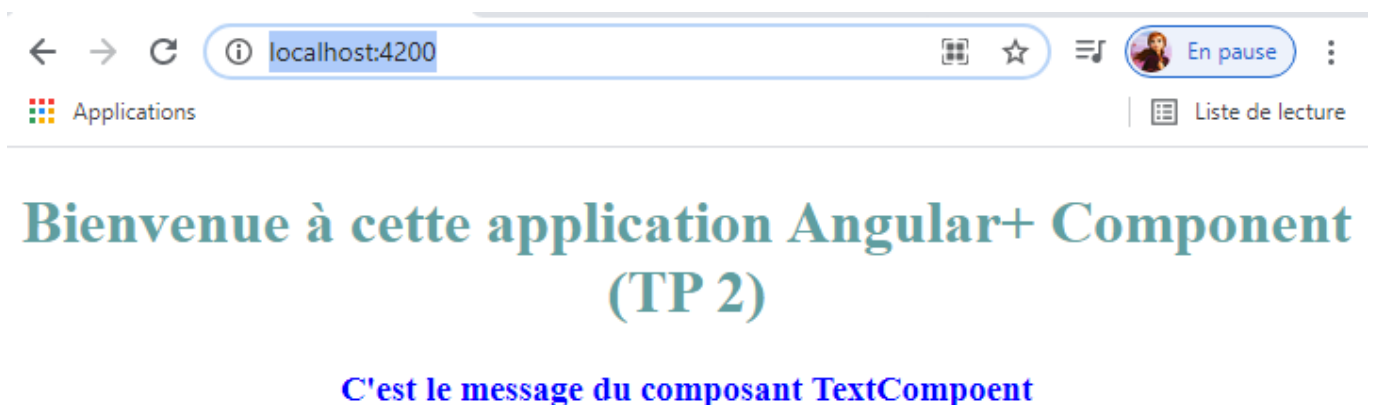 localhost:4200
En pause
Applications
Liste de lecture
Bienvenue à cette application Angular+ Component
(TP 2)
C'est le message du composant TextCompoent